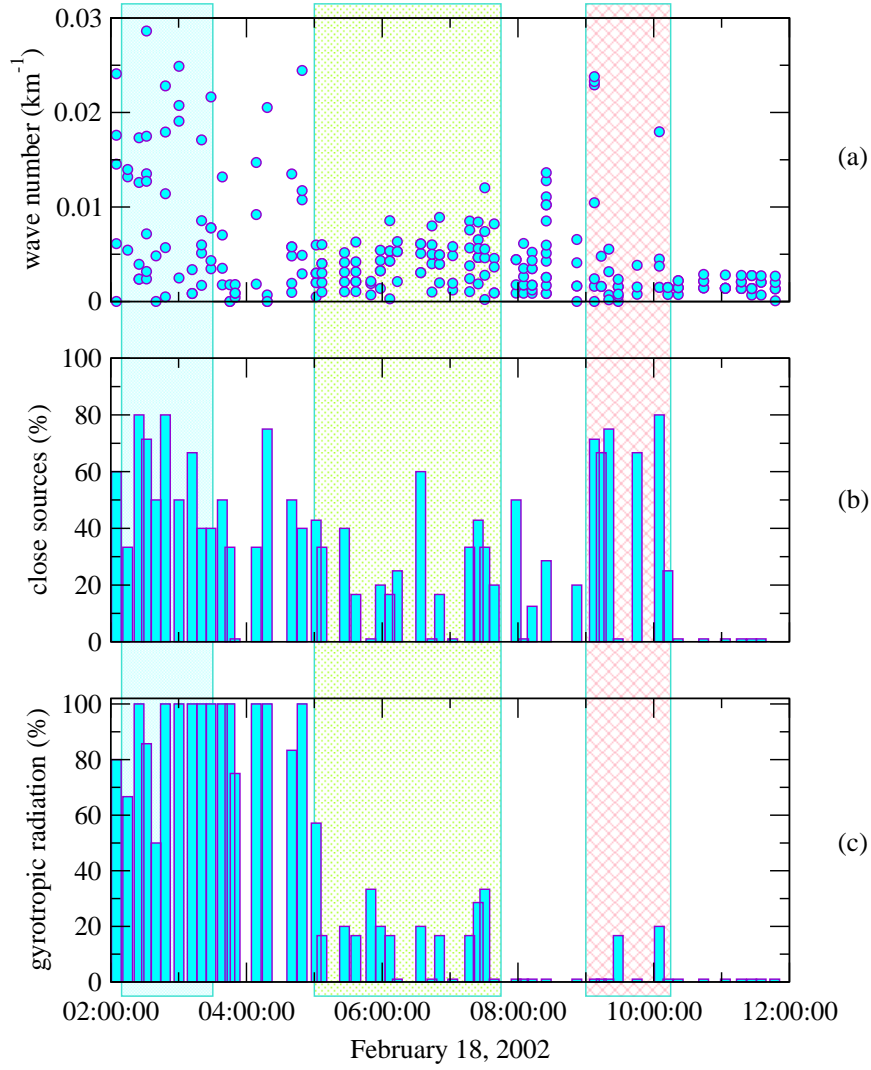 0.03
0.02
0.01
0
wave number (km⁻¹)
(a)
100
80
60
40
20
0
close sources (%)
(b)
100
80
60
40
20
0
gyrotropic radiation (%)
(c)
02:00:00 04:00:00 06:00:00 08:00:00 10:00:00 12:00:00
February 18, 2002